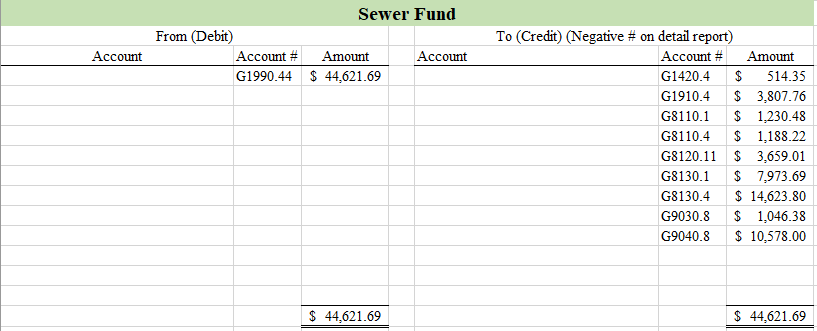 Sewer Fund
From (Debit) To (Credit) (Negative # on detail report)
Account Account # Amount Account Account # Amount
G1990.44 $ 44,621.69 G1420.4 $ 514.35
G1910.4 $ 3,807.76
G8110.1 $ 1,230.48
G8110.4 $ 1,188.22
G8120.11 $ 3,659.01
G8130.1 $ 7,973.69
G8130.4 $ 14,623.80
G9030.8 $ 1,046.38
G9040.8 $ 10,578.00
$ 44,621.69 $ 44,621.69